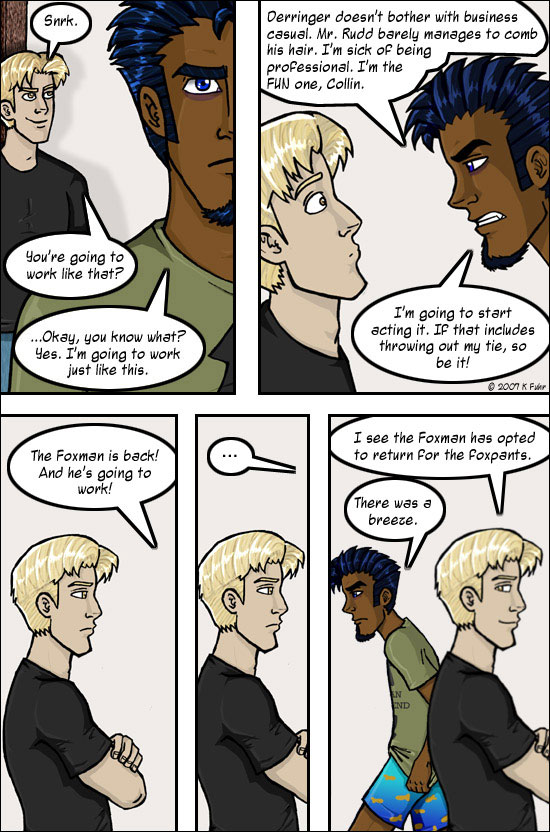 Snrk.
You're going to
work like that?
...Okay, you know what?
Yes. I'm going to work
just like this.
Derringer doesn't bother with business
casual. Mr. Rudd barely manages to comb
his hair. I'm sick of being
professional. I'm the
FUN one, Collin.
I'm going to start
acting it. If that includes
throwing out my tie, so
be it!
© 2009 K Fuhr
The Foxman is back!
And he's going to
work!
...
I see the Foxman has opted
to return for the foxpants.
There was a
breeze.
AN
END